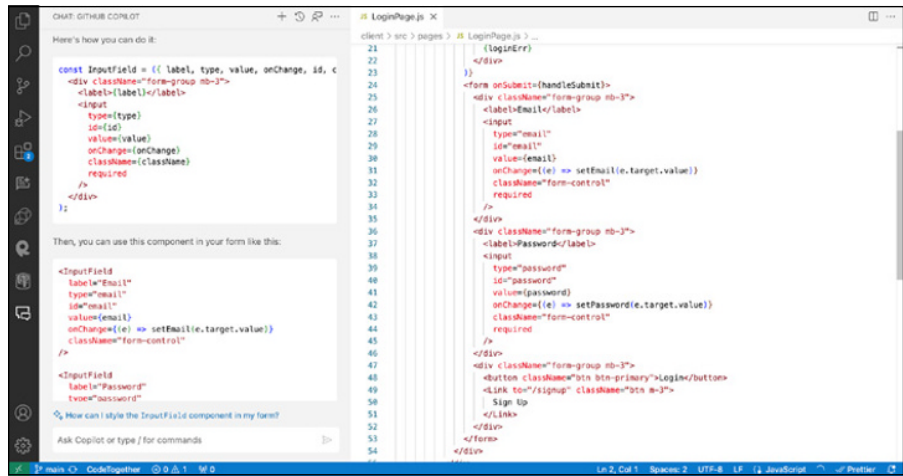 CHAT: GITHUB COPILOT
Here's how you can do it:
const InputField = ({ label, type, value, onChange, id, c
<div className="form-group mb-3">
<label>{label}</label>
<input
type={type}
id={id}
value={value}
onChange={onChange}
className={className}
required
/>
</div>
);
Then, you can use this component in your form like this:
<InputField
label="Email"
type="email"
id="email"
value={email}
onChange={(e) => setEmail(e.target.value)}
className="form-control"
/>
<InputField
label="Password"
type="password"
How can I style the InputField component in my form?
Ask Copilot or type / for commands
JS LoginPage.js ×
client > src > pages > JS LoginPage.js > ...
21 {loginErr}
22 </div>
23 )}
24 <form onSubmit={handleSubmit}>
25 <div className="form-group mb-3">
26 <label>Email</label>
27 <input
28 type="email"
29 id="email"
30 value={email}
31 onChange={(e) => setEmail(e.target.value)}
32 className="form-control"
33 required
34 />
35 </div>
36 <div className="form-group mb-3">
37 <label>Password</label>
38 <input
39 type="password"
40 id="password"
41 value={password}
42 onChange={(e) => setPassword(e.target.value)}
43 className="form-control"
44 required
45 />
46 </div>
47 <div className="form-group mb-3">
48 <button className="btn btn-primary">Login</button>
49 <Link to="/signup" className="btn m-3">
50 Sign Up
51 </Link>
52 </div>
53 </form>
54 </div>
main CodeTogether 0 1 0 Ln 2, Col 1 Spaces: 2 UTF-8 LF JavaScript Prettier